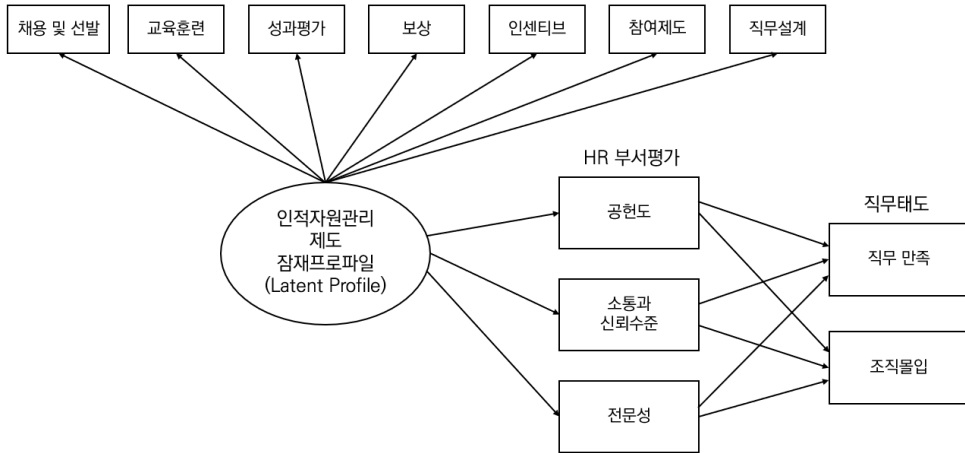 채용 및 선발
교육훈련
성과평가
보상
인센티브
참여제도
직무설계
인적자원관리
제도
잠재프로파일
(Latent Profile)
HR 부서평가
공헌도
소통과
신뢰수준
전문성
직무태도
직무 만족
조직몰입